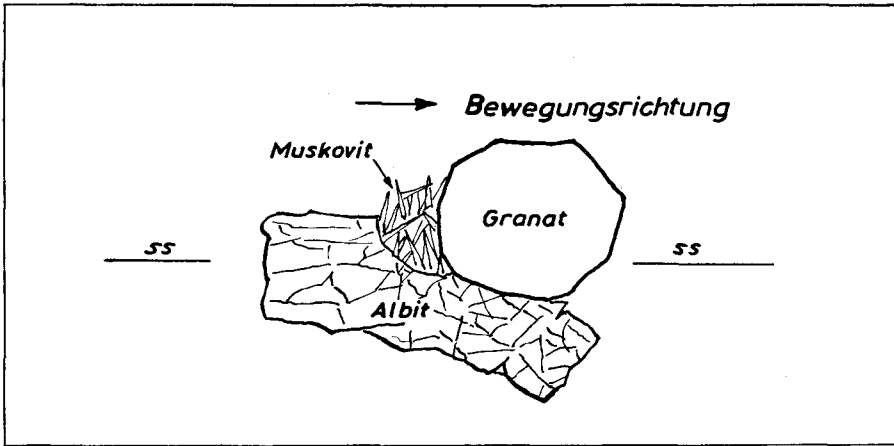 Bewegungsrichtung
Muskovit
Granat
ss
ss
Albit